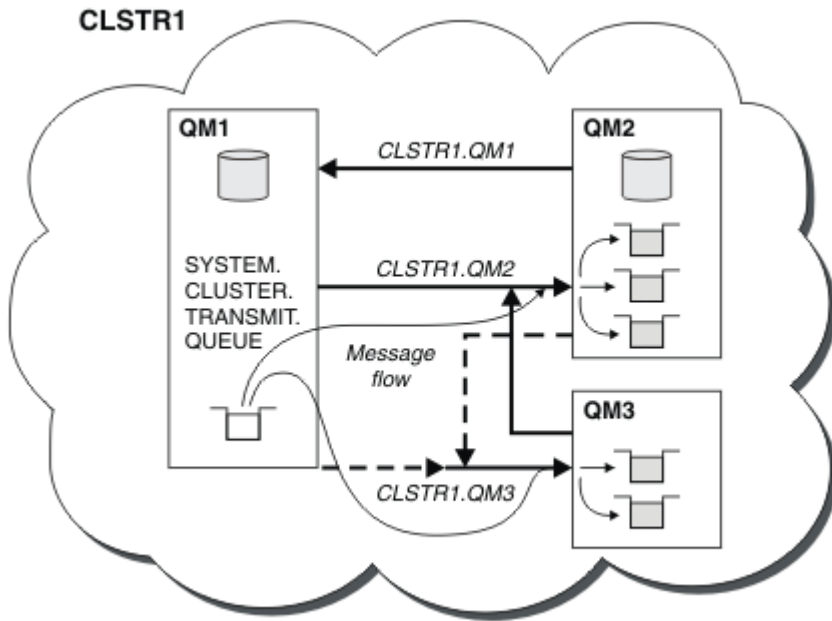 CLSTR1
QM1
QM2
CLSTR1.QM1
SYSTEM.
CLUSTER.
TRANSMIT.
QUEUE
CLSTR1.QM2
Message
flow
QM3
CLSTR1.QM3